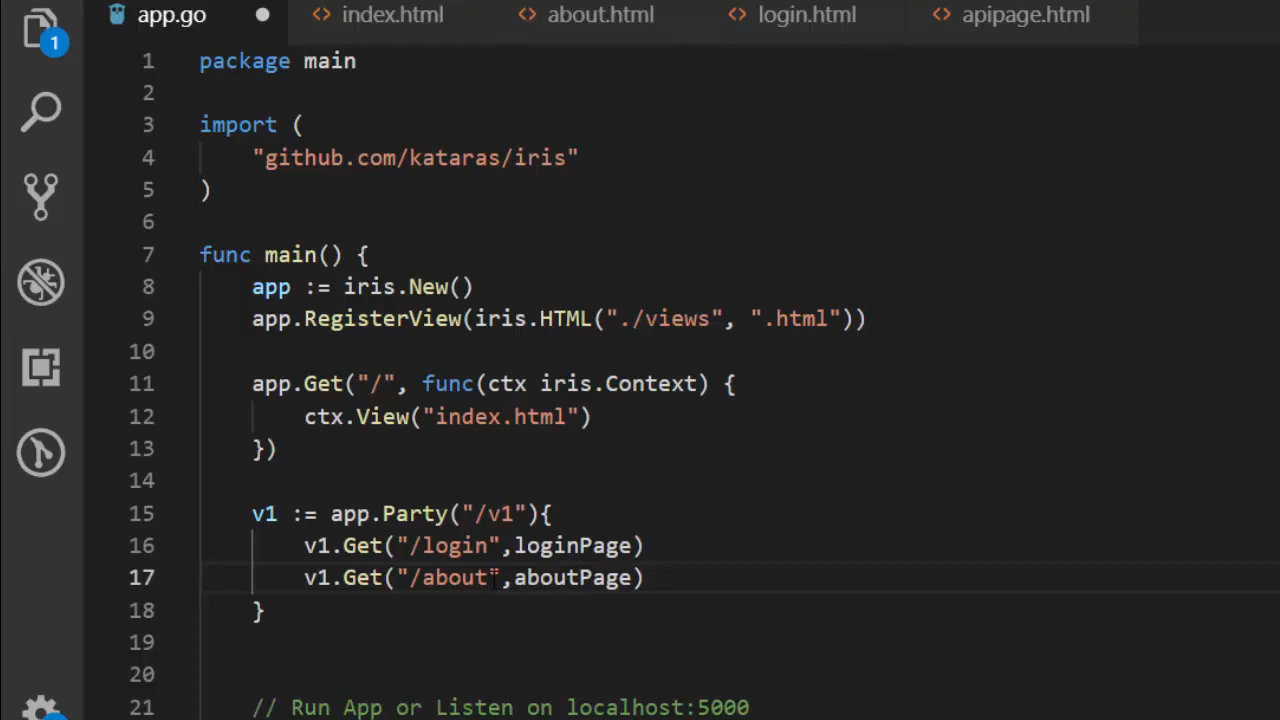 app.go
index.html
about.html
login.html
apipage.html
1
1 package main
2
3 import (
4 "github.com/kataras/iris"
5 )
6
7 func main() {
8 app := iris.New()
9 app.RegisterView(iris.HTML("./views", ".html"))
10
11 app.Get("/", func(ctx iris.Context) {
12 ctx.View("index.html")
13 })
14
15 v1 := app.Party("/v1"){
16 v1.Get("/login",loginPage)
17 v1.Get("/about",aboutPage)
18 }
19
20
21 // Run App or Listen on localhost:5000